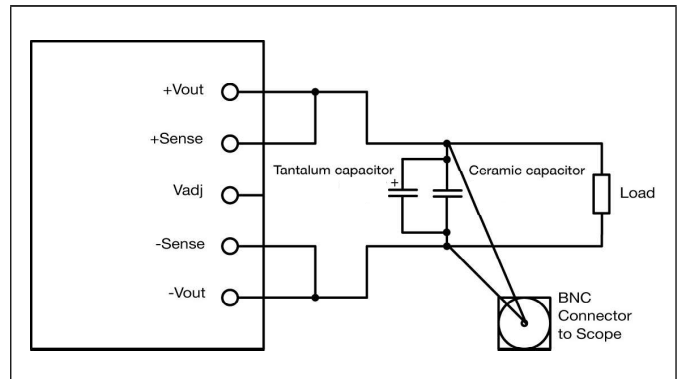 +Vout
+Sense
Tantalum capacitor
+
Ceramic capacitor
Vadj
Load
-Sense
-Vout
BNC
Connector
to Scope